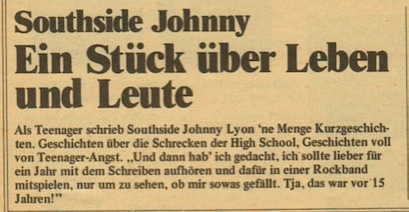 Southside Johnny
Ein Stück über Leben
und Leute
Als Teenager schrieb Southside Johnny Lyon 'ne Menge Kurzgeschich-
ten. Geschichten über die Schrecken der High School, Geschichten voll
von Teenager-Angst. „Und dann hab' ich gedacht, ich sollte lieber für
ein Jahr mit dem Schreiben aufhören und dafür in einer Rockband
mitspielen, nur um zu sehen, ob mir sowas gefällt. Tja, das war vor 15
Jahren!"